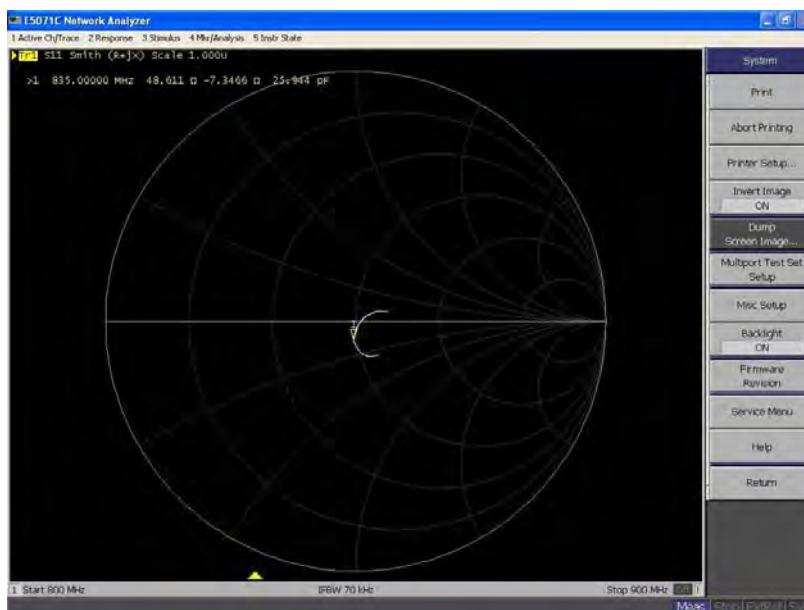 E5071C Network Analyzer
1 Active Ch/Trace 2 Response 3 Stimulus 4 Mkr/Analysis 5 Instr State
Tr1 S11 Smith (R+jX) Scale 1.000U
>1 835.00000 MHz 48.611 Ω -7.3466 Ω 25.944 pF
1
System
Print
Abort Printing
Printer Setup...
Invert Image
ON
Dump
Screen Image...
Multiport Test Set
Setup
Misc Setup
Backlight
ON
Firmware
Revision
Service Menu
Help
Return
1 Start 800 MHz
IFBW 70 kHz
Stop 900 MHz
Meas
Stop